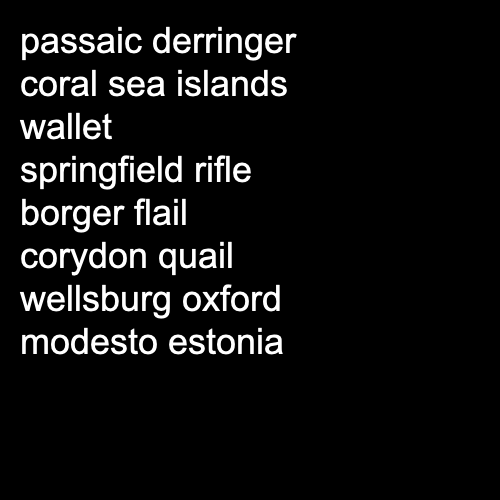 passaic derringer
coral sea islands
wallet
springfield rifle
borger flail
corydon quail
wellsburg oxford
modesto estonia